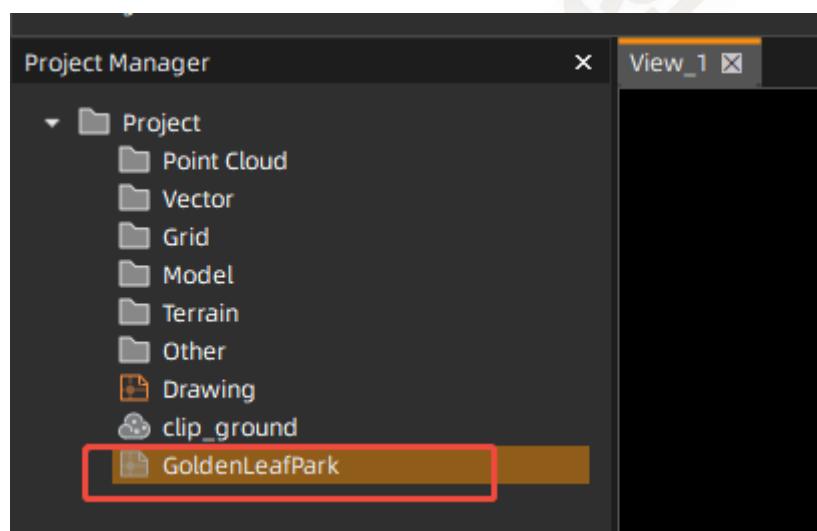 Project Manager
View_1
Project
Point Cloud
Vector
Grid
Model
Terrain
Other
Drawing
clip_ground
GoldenLeafPark